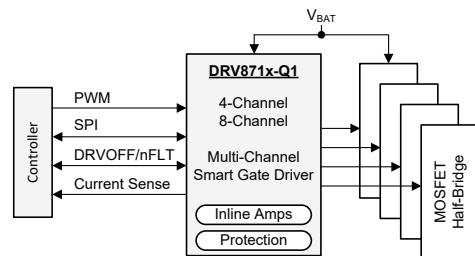 VBAT
DRV871x-Q1
4-Channel
8-Channel
Multi-Channel
Smart Gate Driver
Inline Amps
Protection
Controller
PWM
SPI
DRVOFF/nFLT
Current Sense
MOSFET
Half-Bridge